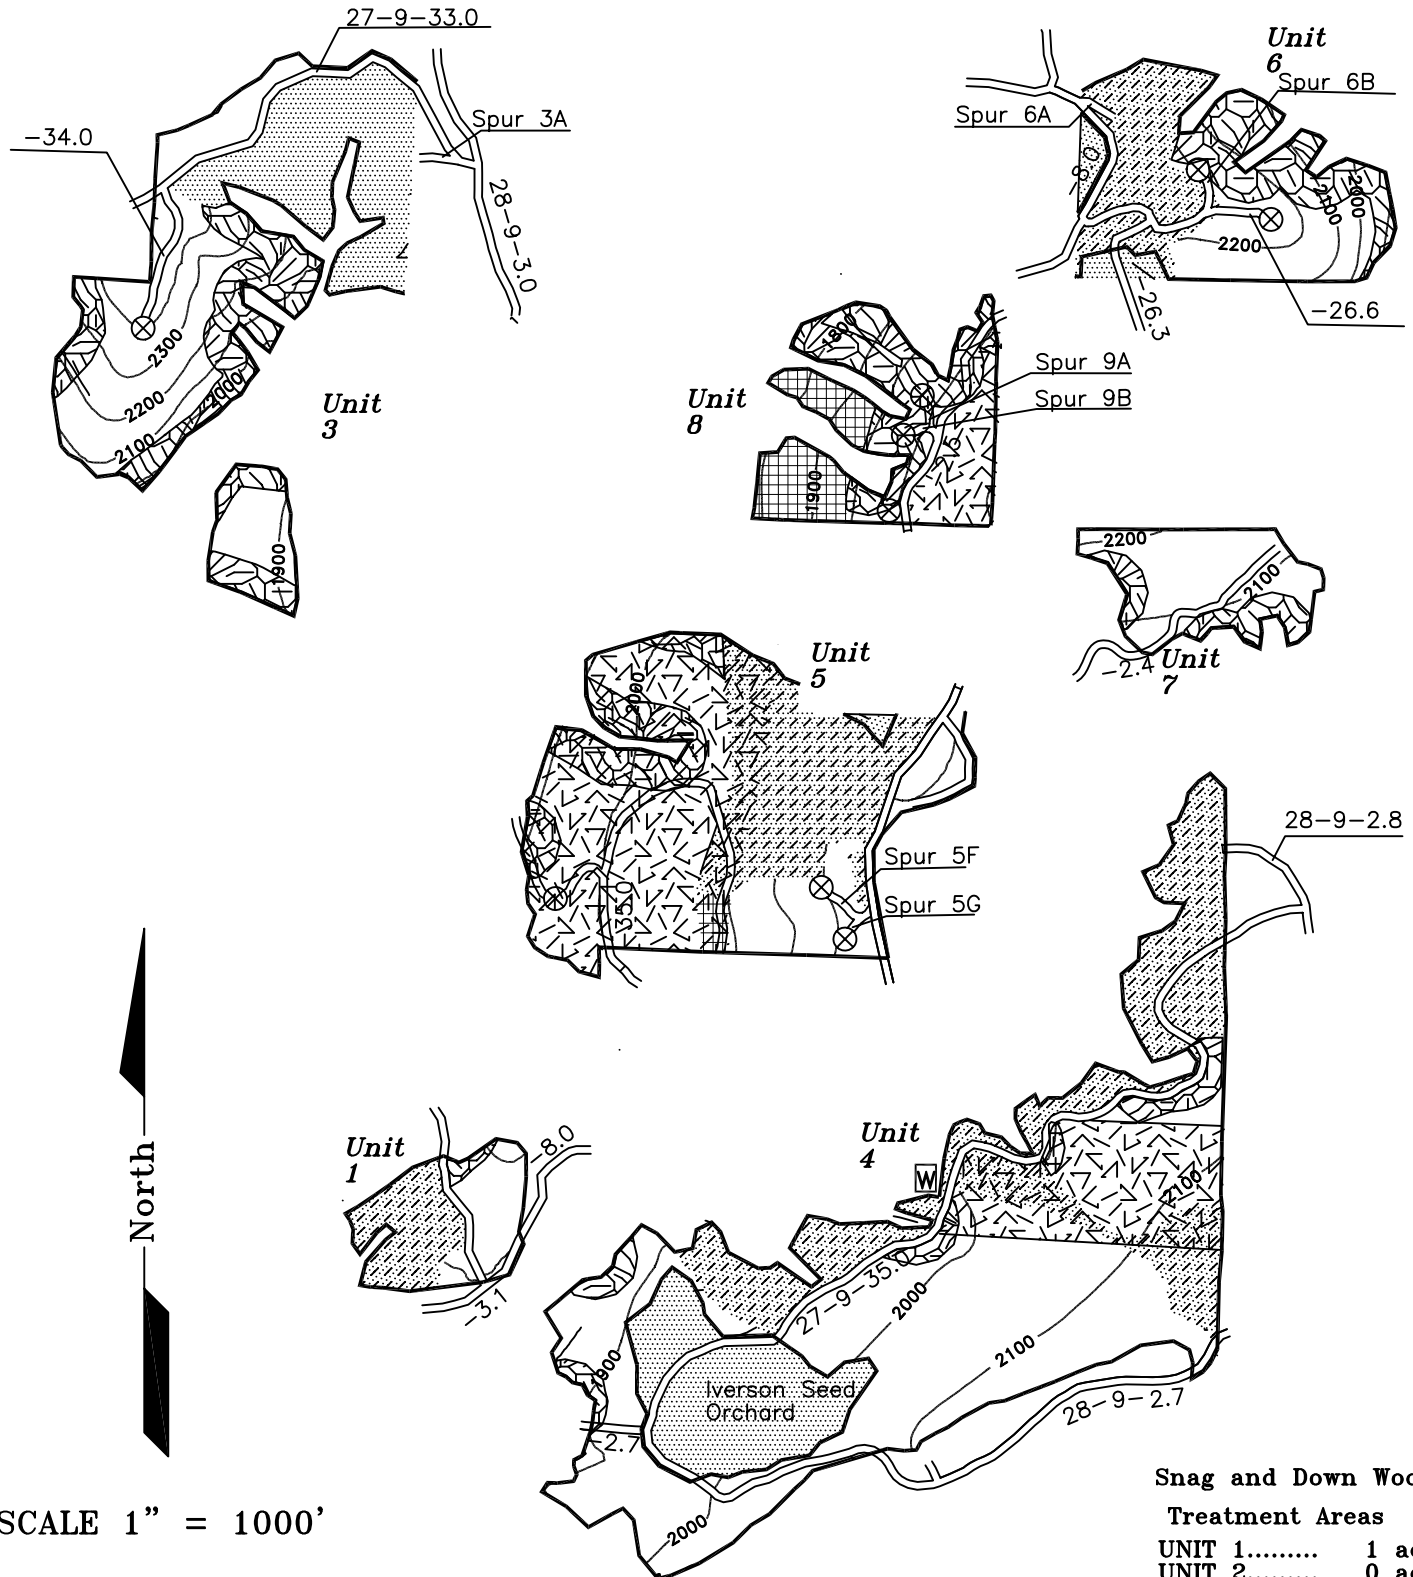 27-9-33.0
-34.0
Spur 3A
28-9-3.0
2300
2200
2100
2000
Unit
3
1900
Unit
6
Spur 6B
Spur 6A
-8.0
2100
2000
2200
-26.6
-26.3
1800
Spur 9A
Spur 9B
Unit
8
1900
2200
2100
-2.4
Unit
7
Unit
5
2000
Spur 5F
Spur 5G
35.0
28-9-2.8
North
Unit
1
-8.0
-3.1
Unit
4
W
2100
27-9-35.0
2000
2100
1900
Iverson Seed
Orchard
-2.7
28-9-2.7
2000
SCALE 1" = 1000'
Snag and Down Woo
Treatment Areas
UNIT 1......... 1 a
UNIT 2......... 0 a